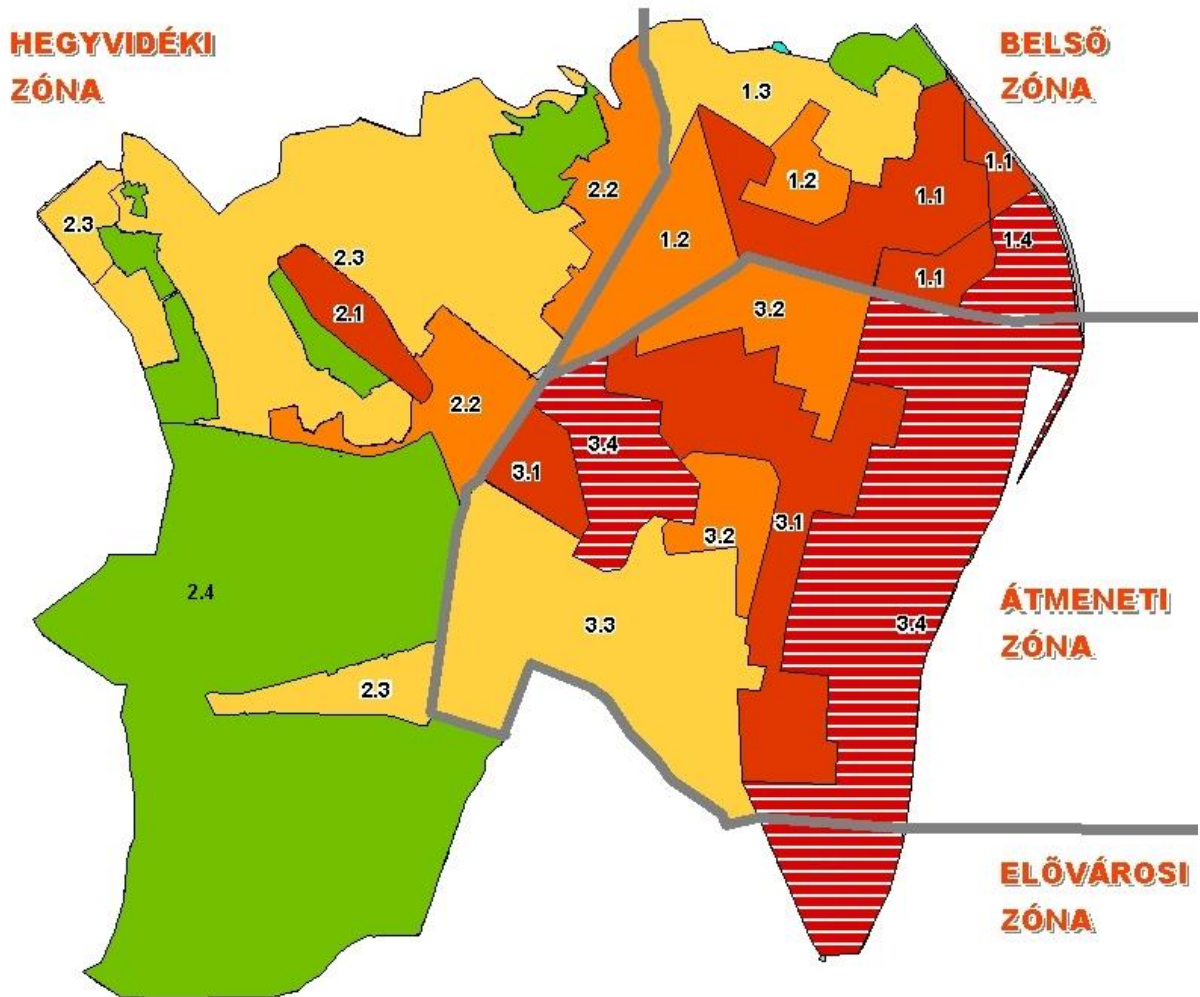 HEGYVIDÉKI
ZÓNA
BELSŐ
ZÓNA
1.3
1.1
1.2
1.1
2.2
2.3
1.2
1.4
2.3
1.1
2.1
3.2
2.2
3.4
3.1
3.1
3.2
2.4
ÁTMENETI
ZÓNA
3.3
3.4
2.3
ELŐVÁROSI
ZÓNA